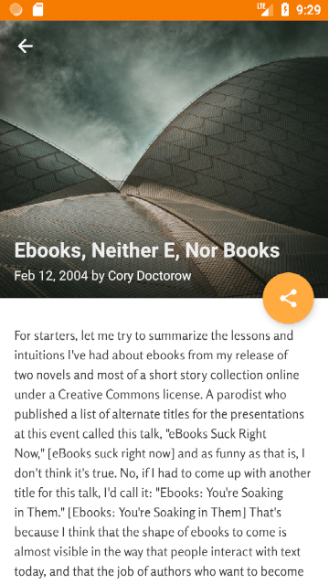 LTE 9:29
Ebooks, Neither E, Nor Books
Feb 12, 2004 by Cory Doctorow
For starters, let me try to summarize the lessons and
intuitions I've had about ebooks from my release of
two novels and most of a short story collection online
under a Creative Commons license. A parodist who
published a list of alternate titles for the presentations
at this event called this talk, "eBooks Suck Right
Now," [eBooks suck right now] and as funny as that is, I
don't think it's true. No, if I had to come up with another
title for this talk, I'd call it: "Ebooks: You're Soaking
in Them." [Ebooks: You're Soaking in Them] That's
because I think that the shape of ebooks to come is
almost visible in the way that people interact with text
today, and that the job of authors who want to become